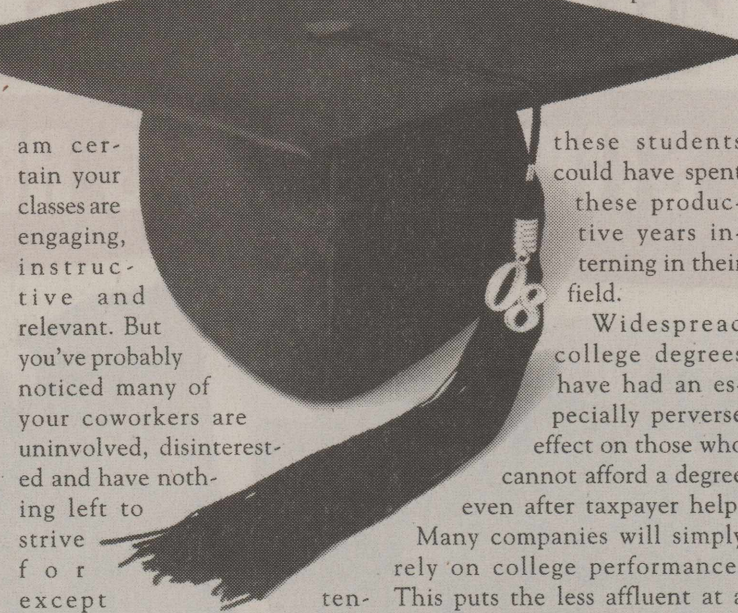 am cer-
tain your
classes are
engaging,
instruc-
tive and
relevant. But
you've probably
noticed many of
your coworkers are
uninvolved, disinterest-
ed and have noth-
ing left to
strive
for
except
ten-
08
these students
could have spent
these produc-
tive years in-
terning in their
field.
Widespread
college degrees
have had an es-
pecially perverse
effect on those who
cannot afford a degree
even after taxpayer help.
Many companies will simply
rely on college performance.
This puts the less affluent at a